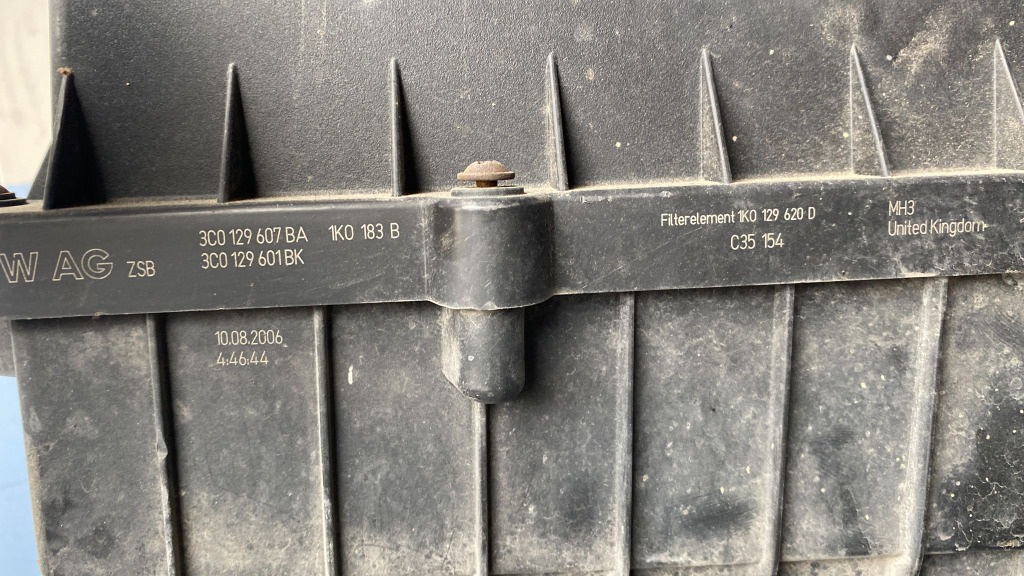 W AG ZSB
3C0 129 607 BA 1K0 183 B
3C0 129 601 BK
10.08.2006
4:46:44
Filterelement 1K0 129 620 D
C35 154
MH3
United Kingdom